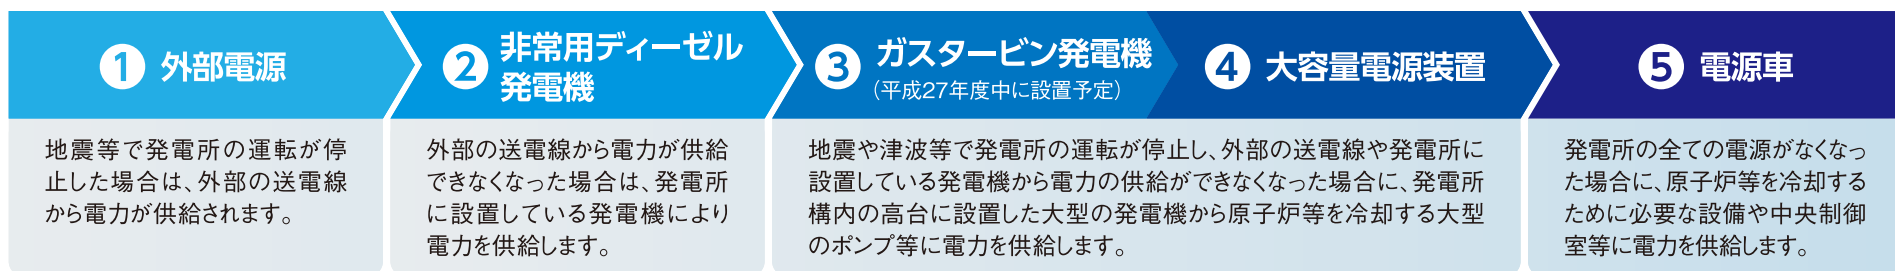 1 外部電源
地震等で発電所の運転が停
止した場合は、外部の送電線
から電力が供給されます。
2 非常用ディーゼル
発電機
外部の送電線から電力が供給
できなくなった場合は、発電所
に設置している発電機により
電力を供給します。
3 ガスタービン発電機
（平成27年度中に設置予定）
4 大容量電源装置
地震や津波等で発電所の運転が停止し、外部の送電線や発電所に
設置している発電機から電力の供給ができなくなった場合に、発電所
構内の高台に設置した大型の発電機から原子炉等を冷却する大型
のポンプ等に電力を供給します。
5 電源車
発電所の全ての電源がなくなっ
た場合に、原子炉等を冷却する
ために必要な設備や中央制御
室等に電力を供給します。